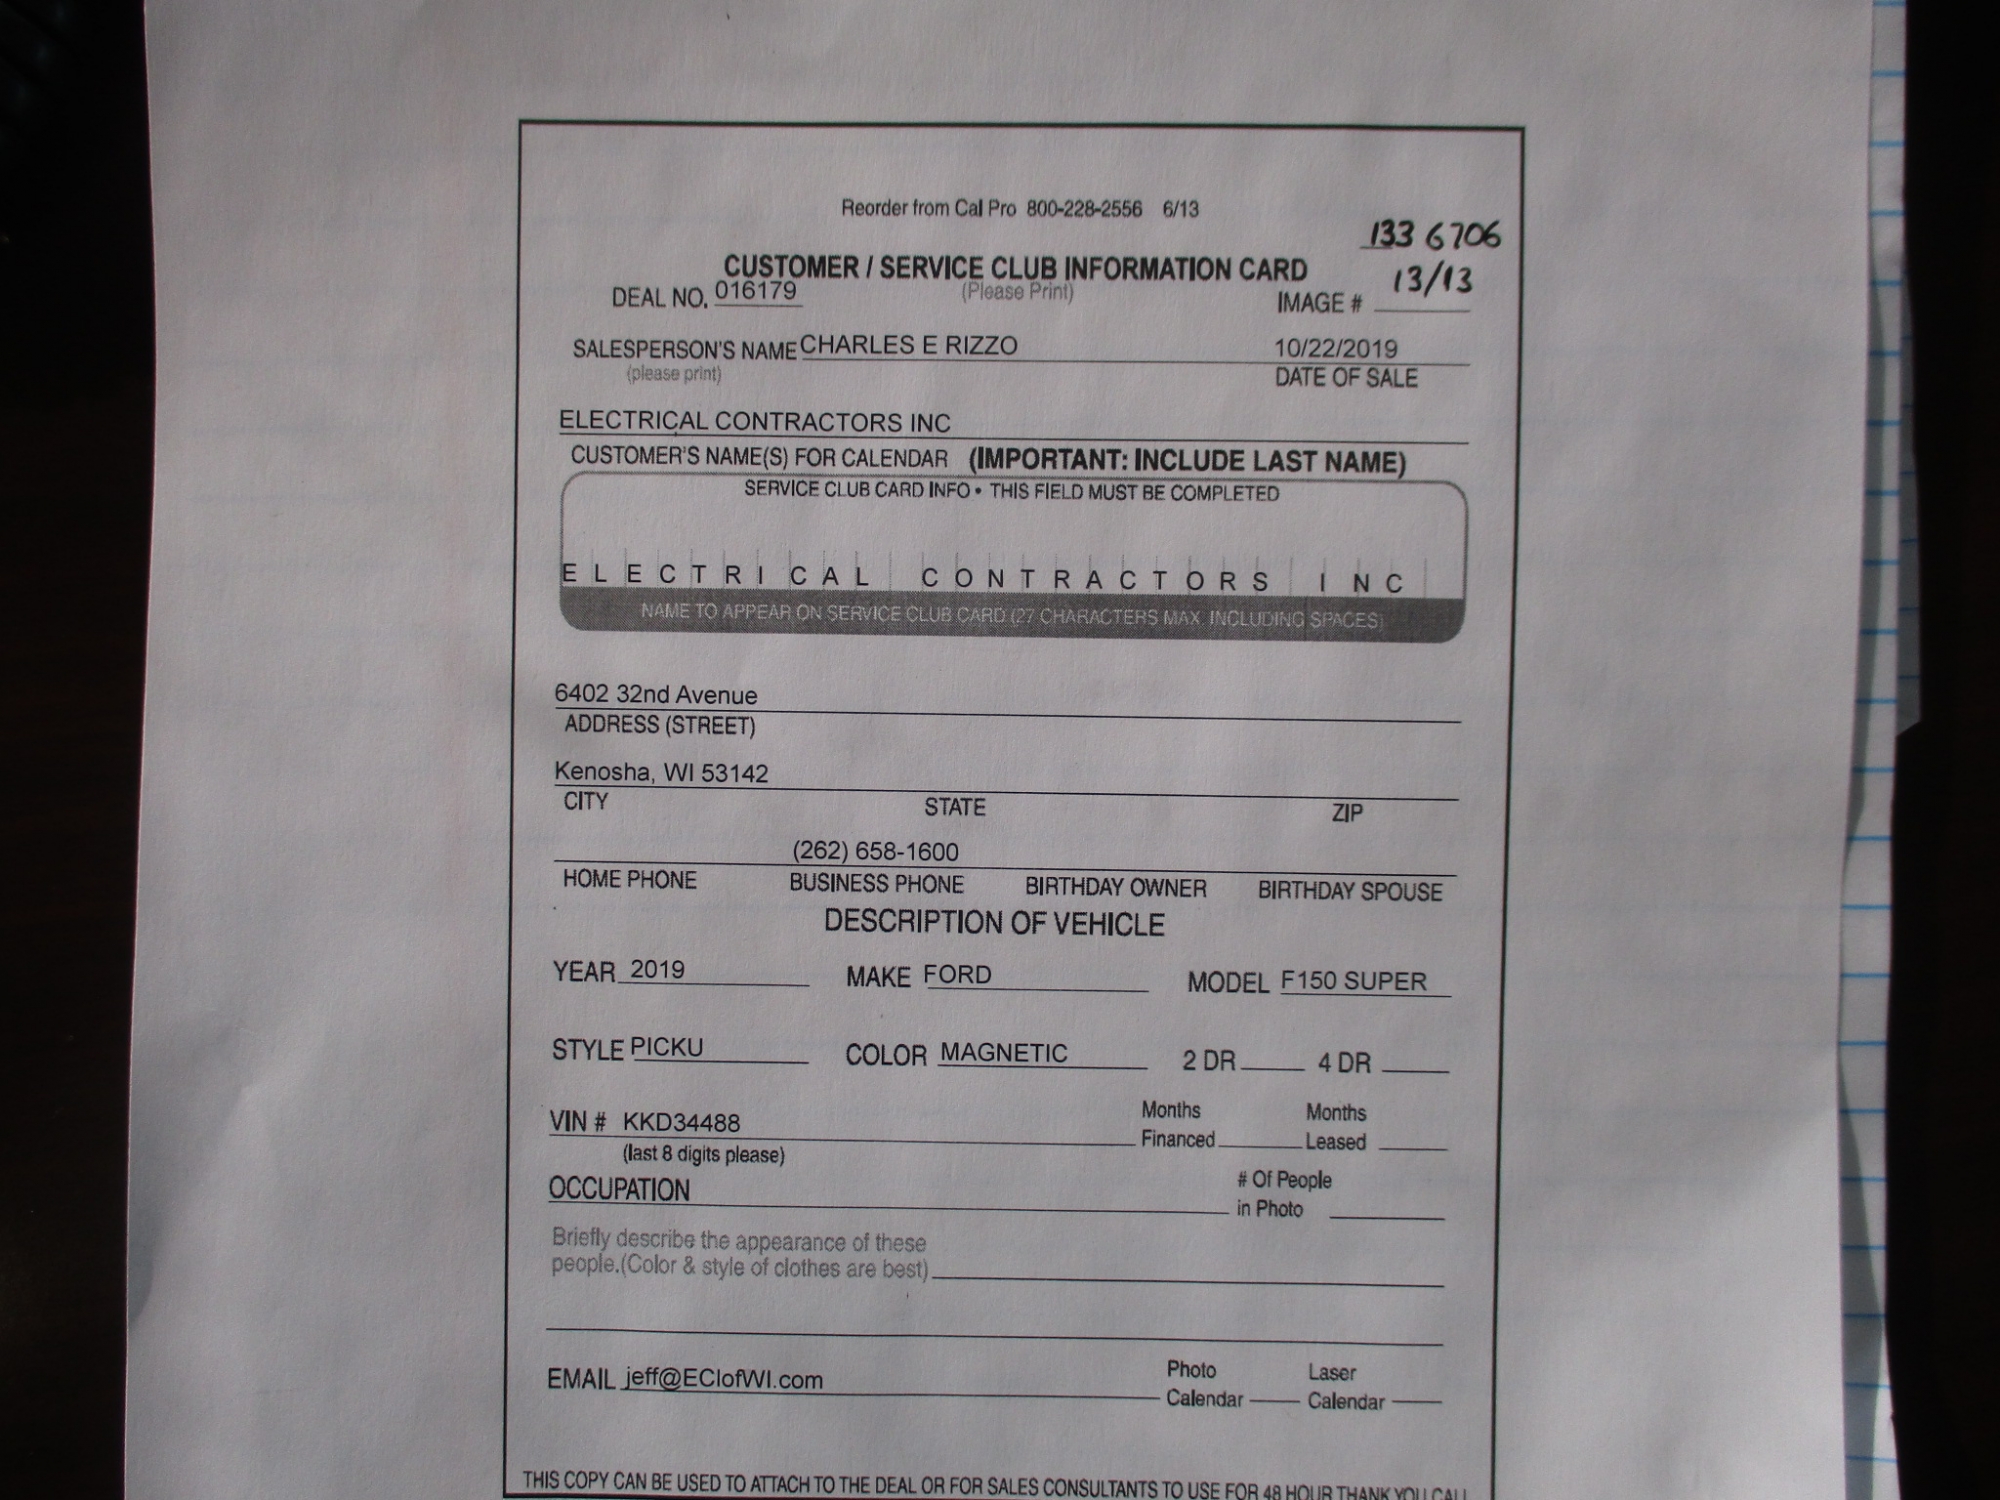 Reorder from Cal Pro 800-228-2556 6/13
133 6706
CUSTOMER / SERVICE CLUB INFORMATION CARD
13/13
DEAL NO. 016179 (Please Print) IMAGE #
SALESPERSON'S NAME CHARLES E RIZZO 10/22/2019
(please print) DATE OF SALE
ELECTRICAL CONTRACTORS INC
CUSTOMER'S NAME(S) FOR CALENDAR (IMPORTANT: INCLUDE LAST NAME)
SERVICE CLUB CARD INFO • THIS FIELD MUST BE COMPLETED
ELECTRICAL CONTRACTORS INC
NAME TO APPEAR ON SERVICE CLUB CARD (27 CHARACTERS MAX. INCLUDING SPACES)
6402 32nd Avenue
ADDRESS (STREET)
Kenosha, WI 53142
CITY STATE ZIP
(262) 658-1600
HOME PHONE BUSINESS PHONE BIRTHDAY OWNER BIRTHDAY SPOUSE
DESCRIPTION OF VEHICLE
YEAR 2019 MAKE FORD MODEL F150 SUPER
STYLE PICKU COLOR MAGNETIC 2 DR 4 DR
VIN # KKD34488 Months Financed Months Leased
(last 8 digits please)
OCCUPATION # Of People in Photo
Briefly describe the appearance of these
people.(Color & style of clothes are best)
EMAIL jeff@ECIofWI.com Photo Calendar Laser Calendar
THIS COPY CAN BE USED TO ATTACH TO THE DEAL OR FOR SALES CONSULTANTS TO USE FOR 48 HOUR THANK YOU CALL